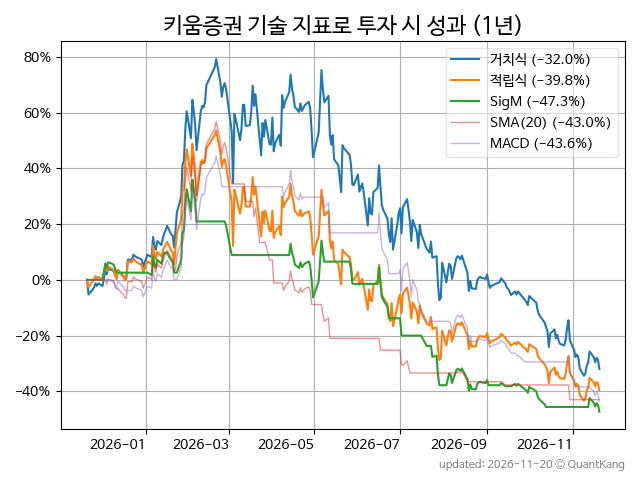 키움증권 기술 지표로 투자 시 성과 (1년)
거치식 (-32.0%)
적립식 (-39.8%)
SigM (-47.3%)
SMA(20) (-43.0%)
MACD (-43.6%)
80%
60%
40%
20%
0%
−20%
−40%
2026-01
2026-03
2026-05
2026-07
2026-09
2026-11
updated: 2026-11-20 © QuantKang